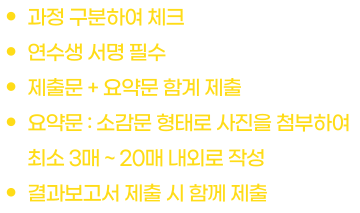 • 과정 구분하여 체크
• 연수생 서명 필수
• 제출문 + 요약문 함계 제출
• 요약문 : 소감문 형태로 사진을 첨부하여
최소 3매 ~ 20매 내외로 작성
• 결과보고서 제출 시 함께 제출